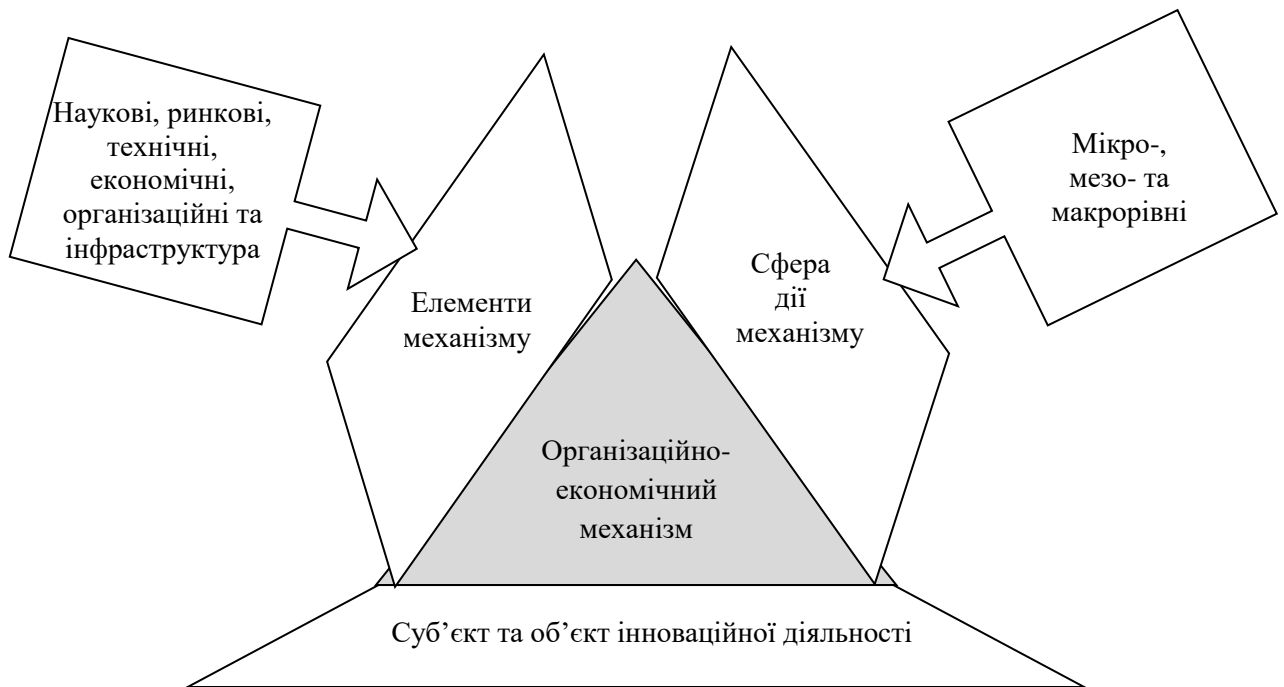 Наукові, ринкові,
технічні,
економічні,
організаційні та
інфраструктура
Мікро-,
мезо- та
макрорівні
Елементи
механізму
Сфера
дії
механізму
Організаційно-
економічний
механізм
Суб’єкт та об’єкт інноваційної діяльності